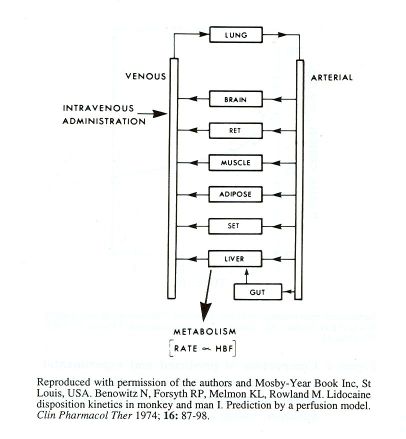 LUNG
VENOUS
ARTERIAL
BRAIN
INTRAVENOUS
ADMINISTRATION
RET
MUSCLE
ADIPOSE
SET
LIVER
GUT
METABOLISM
[RATE ∝ HBF]
Reproduced with permission of the authors and Mosby-Year Book Inc, St
Louis, USA. Benowitz N, Forsyth RP, Melmon KL, Rowland M. Lidocaine
disposition kinetics in monkey and man I. Prediction by a perfusion model.
Clin Pharmacol Ther 1974; 16: 87-98.